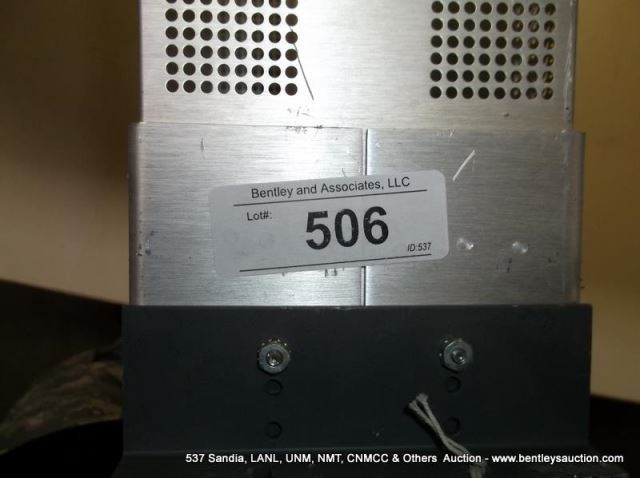 Bentley and Associates, LLC
Lot#:
506
ID:537
537 Sandia, LANL, UNM, NMT, CNMCC & Others Auction - www.bentleysauction.com